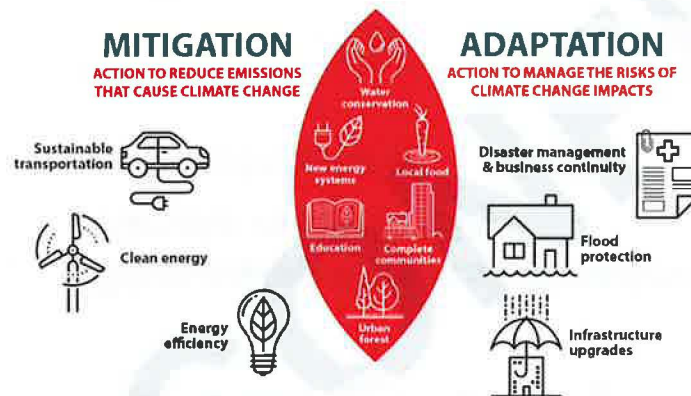 MITIGATION
ACTION TO REDUCE EMISSIONS
THAT CAUSE CLIMATE CHANGE
Sustainable
transportation
Clean energy
Energy
efficiency
Water
conservation
New energy
systems
Local food
Education
Complete
communities
Urban
forest
ADAPTATION
ACTION TO MANAGE THE RISKS OF
CLIMATE CHANGE IMPACTS
Disaster management
& business continuity
Flood
protection
Infrastructure
upgrades